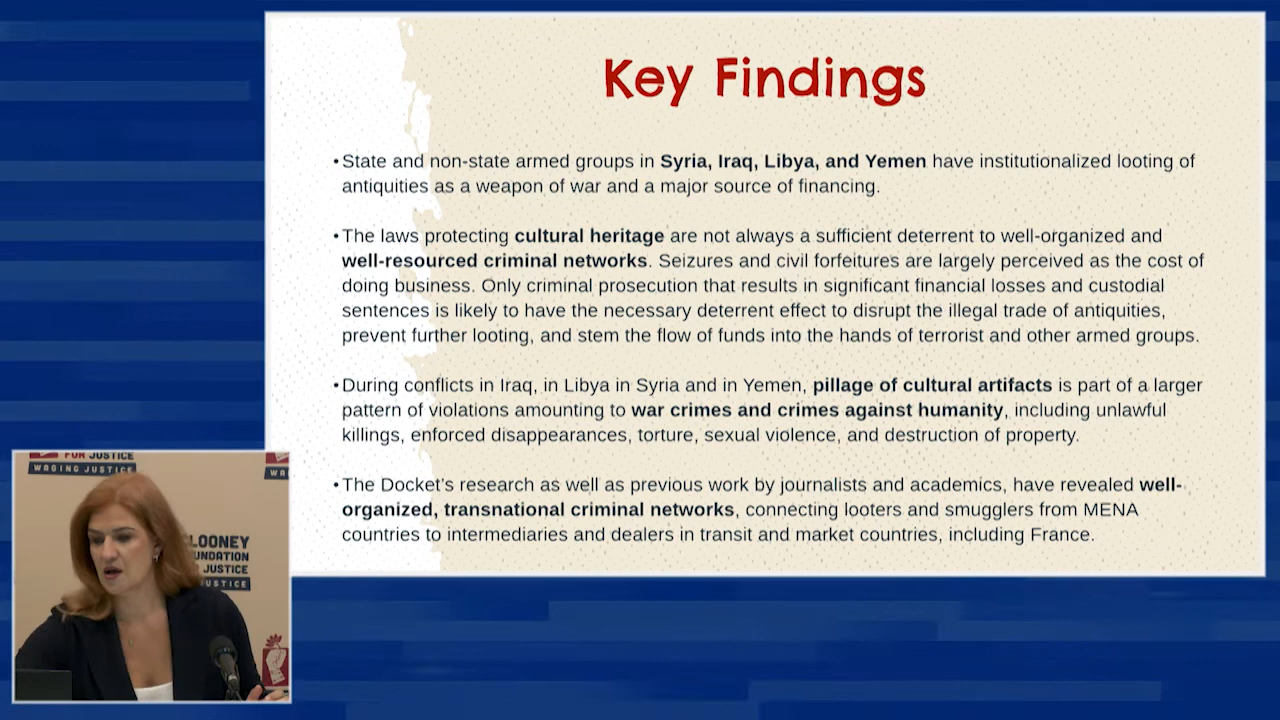 Key Findings
• State and non-state armed groups in Syria, Iraq, Libya, and Yemen have institutionalized looting of
antiquities as a weapon of war and a major source of financing.
• The laws protecting cultural heritage are not always a sufficient deterrent to well-organized and
well-resourced criminal networks. Seizures and civil forfeitures are largely perceived as the cost of
doing business. Only criminal prosecution that results in significant financial losses and custodial
sentences is likely to have the necessary deterrent effect to disrupt the illegal trade of antiquities,
prevent further looting, and stem the flow of funds into the hands of terrorist and other armed groups.
• During conflicts in Iraq, in Libya in Syria and in Yemen, pillage of cultural artifacts is part of a larger
pattern of violations amounting to war crimes and crimes against humanity, including unlawful
killings, enforced disappearances, torture, sexual violence, and destruction of property.
• The Docket's research as well as previous work by journalists and academics, have revealed well-
organized, transnational criminal networks, connecting looters and smugglers from MENA
countries to intermediaries and dealers in transit and market countries, including France.
FOR JUSTICE
WAGING JUSTICE
WA
CLOONEY
UNDATION
JUSTICE
USTICE